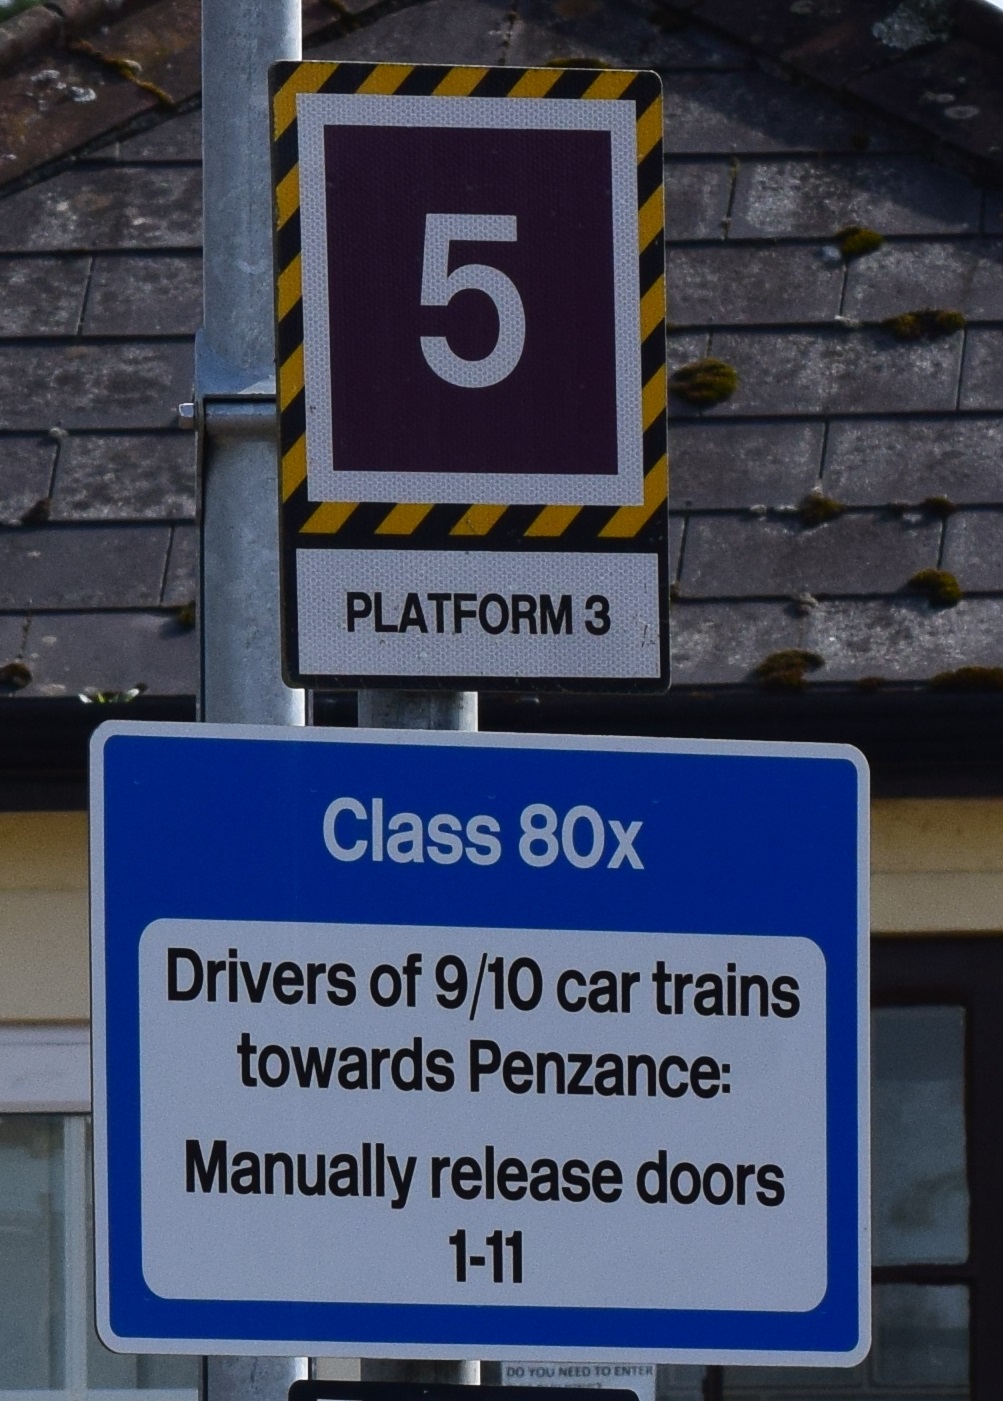 5
PLATFORM 3
Class 80x
Drivers of 9/10 car trains
towards Penzance:
Manually release doors
1-11
DO YOU NEED TO ENTER